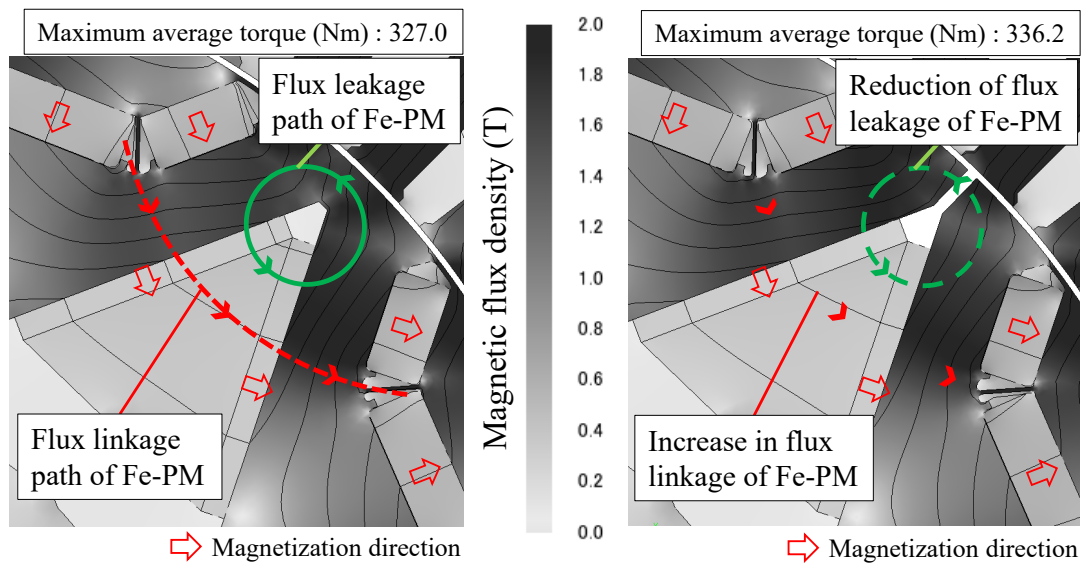 Maximum average torque (Nm) : 327.0
Flux leakage
path of Fe-PM
Flux linkage
path of Fe-PM
Magnetization direction
Magnetic flux density (T)
2.0
1.8
1.6
1.4
1.2
1.0
0.8
0.6
0.4
0.2
0.0
Maximum average torque (Nm) : 336.2
Reduction of flux
leakage of Fe-PM
Increase in flux
linkage of Fe-PM
Magnetization direction